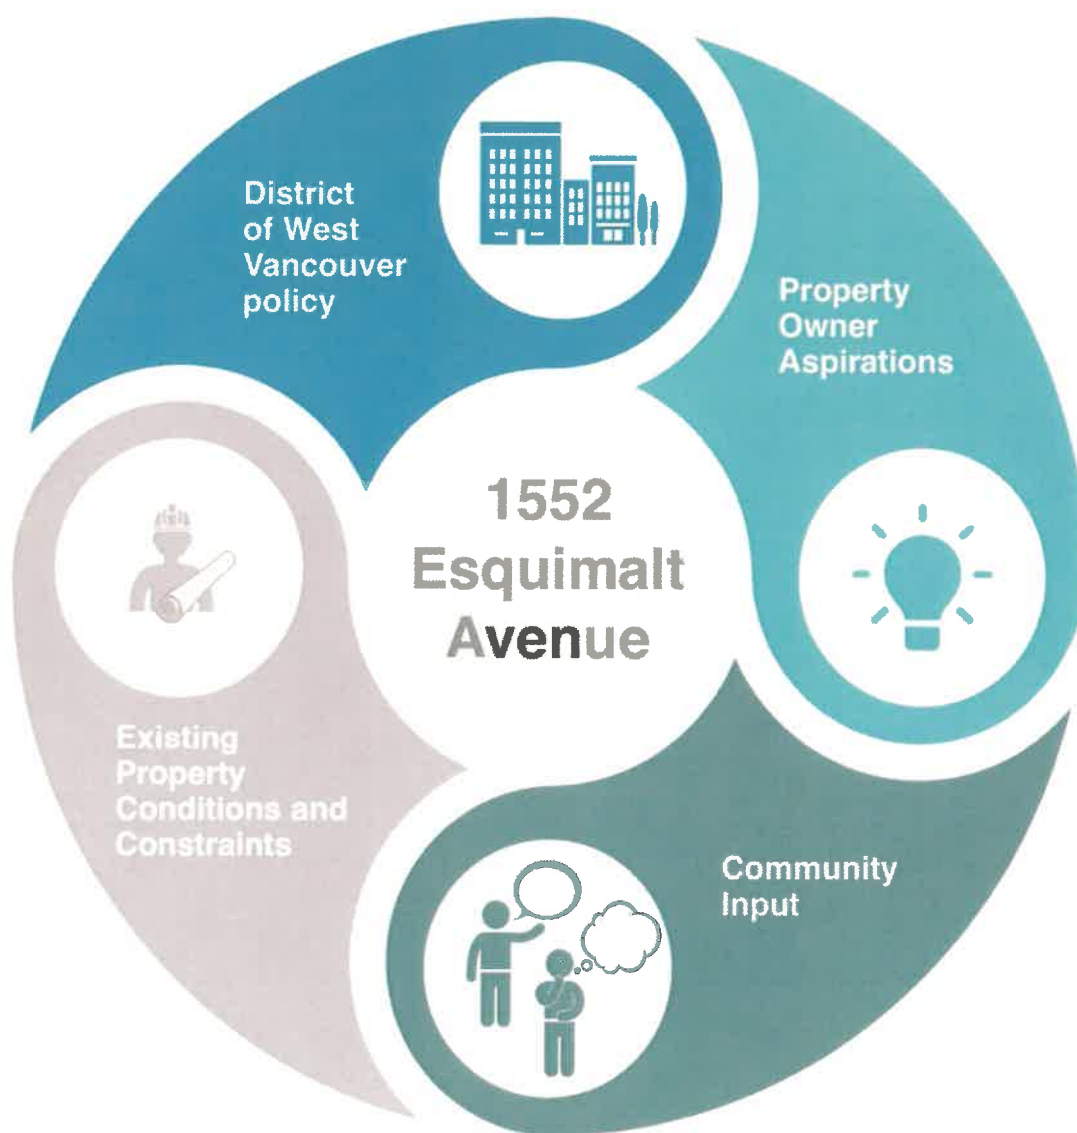 District
of West
Vancouver
policy
Property
Owner
Aspirations
1552
Esquimalt
Avenue
Existing
Property
Conditions and
Constraints
Community
Input